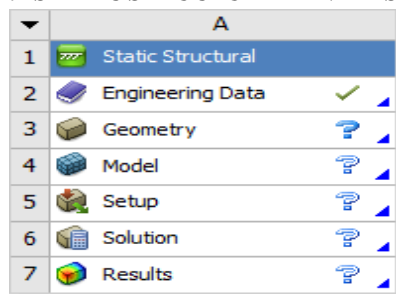 A
1 Static Structural
2 Engineering Data
3 Geometry
4 Model
5 Setup
6 Solution
7 Results